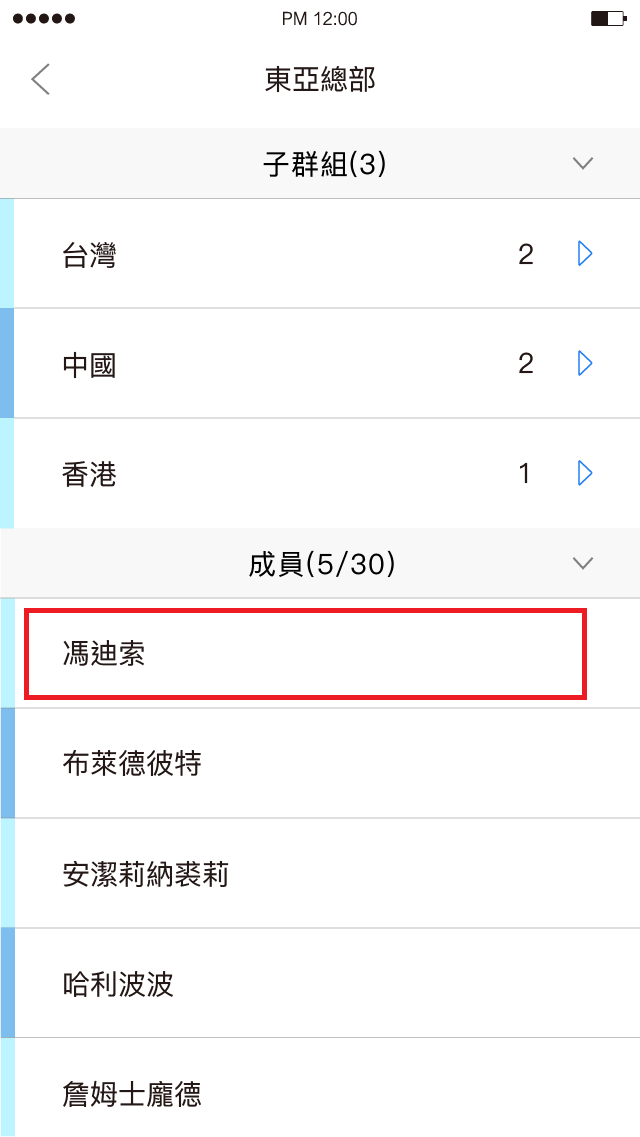 PM 12:00
東亞總部
子群組(3)
台灣 2
中國 2
香港 1
成員(5/30)
馮迪索
布萊德彼特
安潔莉納裘莉
哈利波波
詹姆士龐德